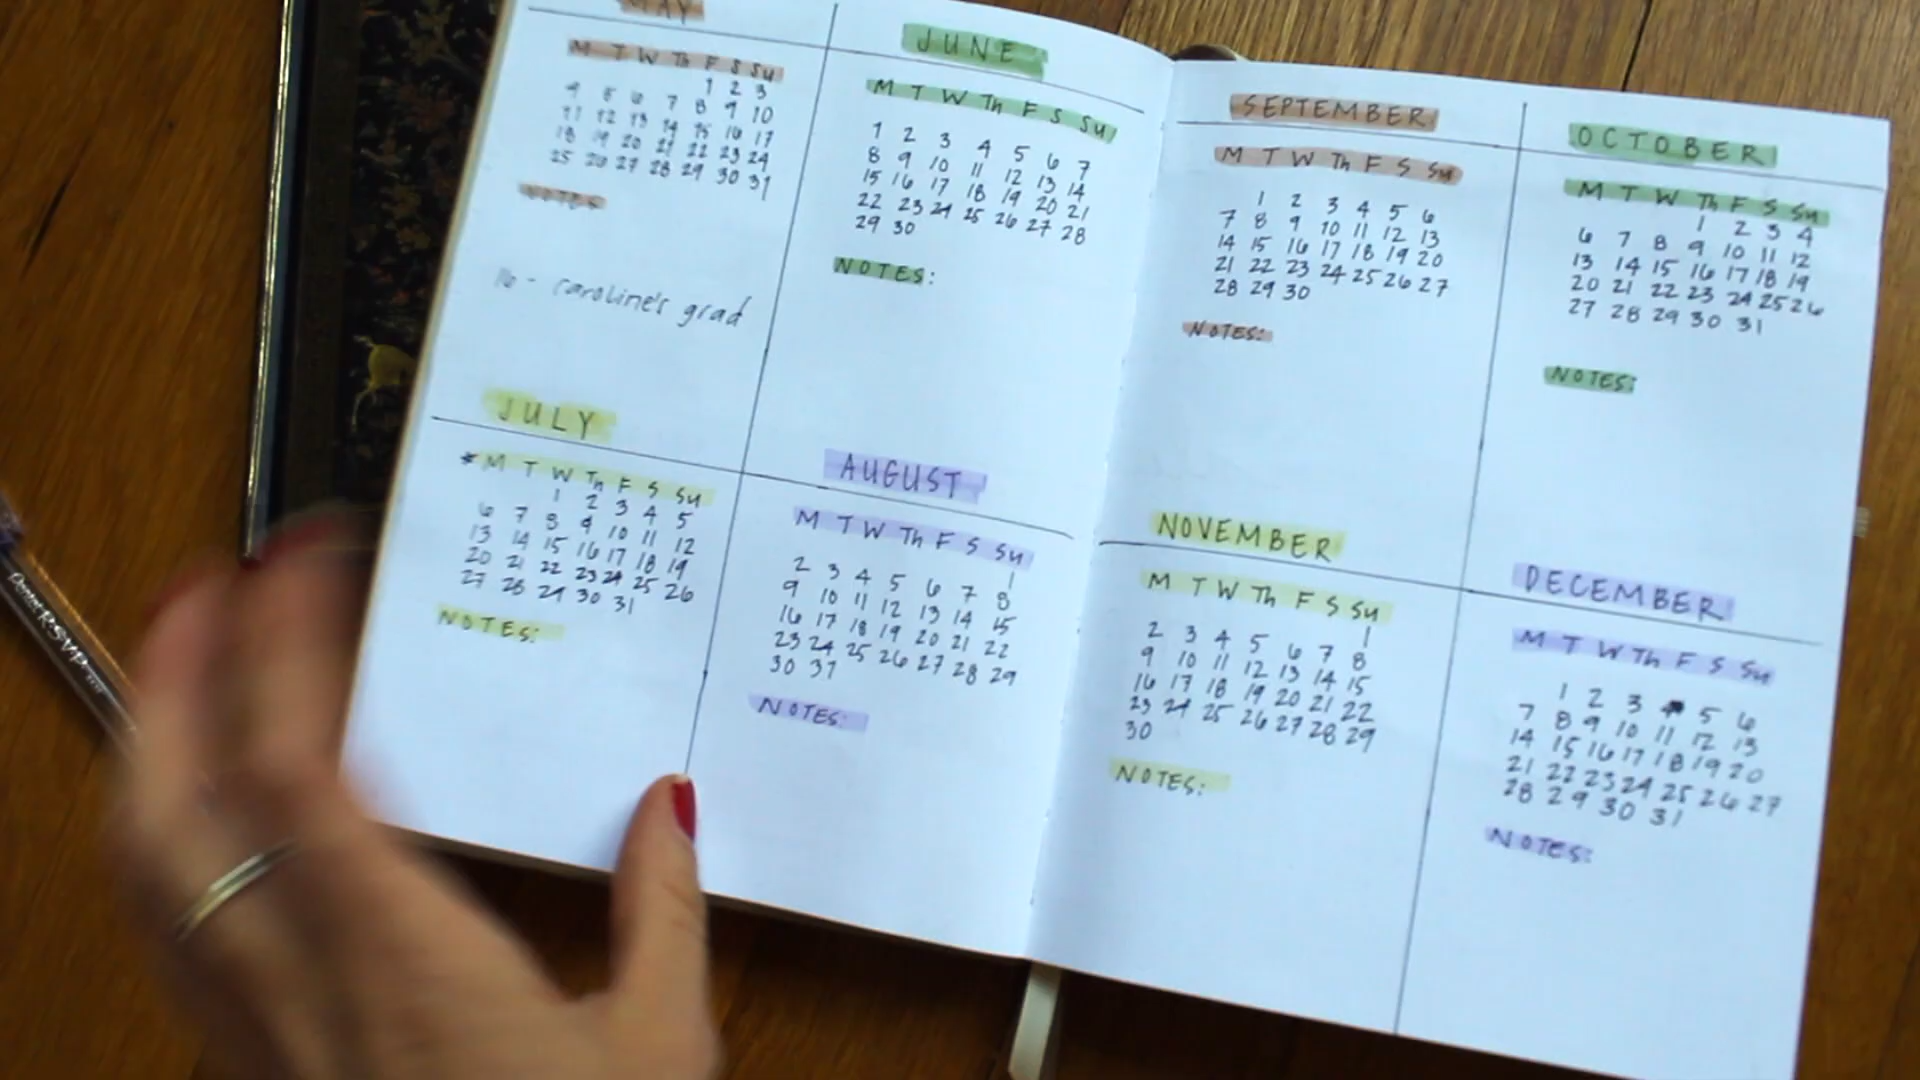 MAY
M T W Th F S Su
1 2 3
4 5 6 7 8 9 10
11 12 13 14 15 16 17
18 19 20 21 22 23 24
25 26 27 28 29 30 31
NOTES
16 - caroline's grad
JUNE
M T W Th F S Su
1 2 3 4 5 6 7
8 9 10 11 12 13 14
15 16 17 18 19 20 21
22 23 24 25 26 27 28
29 30
NOTES:
JULY
* M T W Th F S Su
1 2 3 4 5
6 7 8 9 10 11 12
13 14 15 16 17 18 19
20 21 22 23 24 25 26
27 28 29 30 31
NOTES:
AUGUST
M T W Th F S Su
1
2 3 4 5 6 7 8
9 10 11 12 13 14 15
16 17 18 19 20 21 22
23 24 25 26 27 28 29
30 31
NOTES:
SEPTEMBER
M T W Th F S Su
1 2 3 4 5 6
7 8 9 10 11 12 13
14 15 16 17 18 19 20
21 22 23 24 25 26 27
28 29 30
NOTES:
OCTOBER
M T W Th F S Su
1 2 3 4
6 7 8 9 10 11 12
13 14 15 16 17 18 19
20 21 22 23 24 25 26
27 28 29 30 31
NOTES:
NOVEMBER
M T W Th F S Su
1
2 3 4 5 6 7 8
9 10 11 12 13 14 15
16 17 18 19 20 21 22
23 24 25 26 27 28 29
30
NOTES:
DECEMBER
M T W Th F S Su
1 2 3 4 5 6
7 8 9 10 11 12 13
14 15 16 17 18 19 20
21 22 23 24 25 26 27
28 29 30 31
NOTES:
Pentel R.S.V.P.